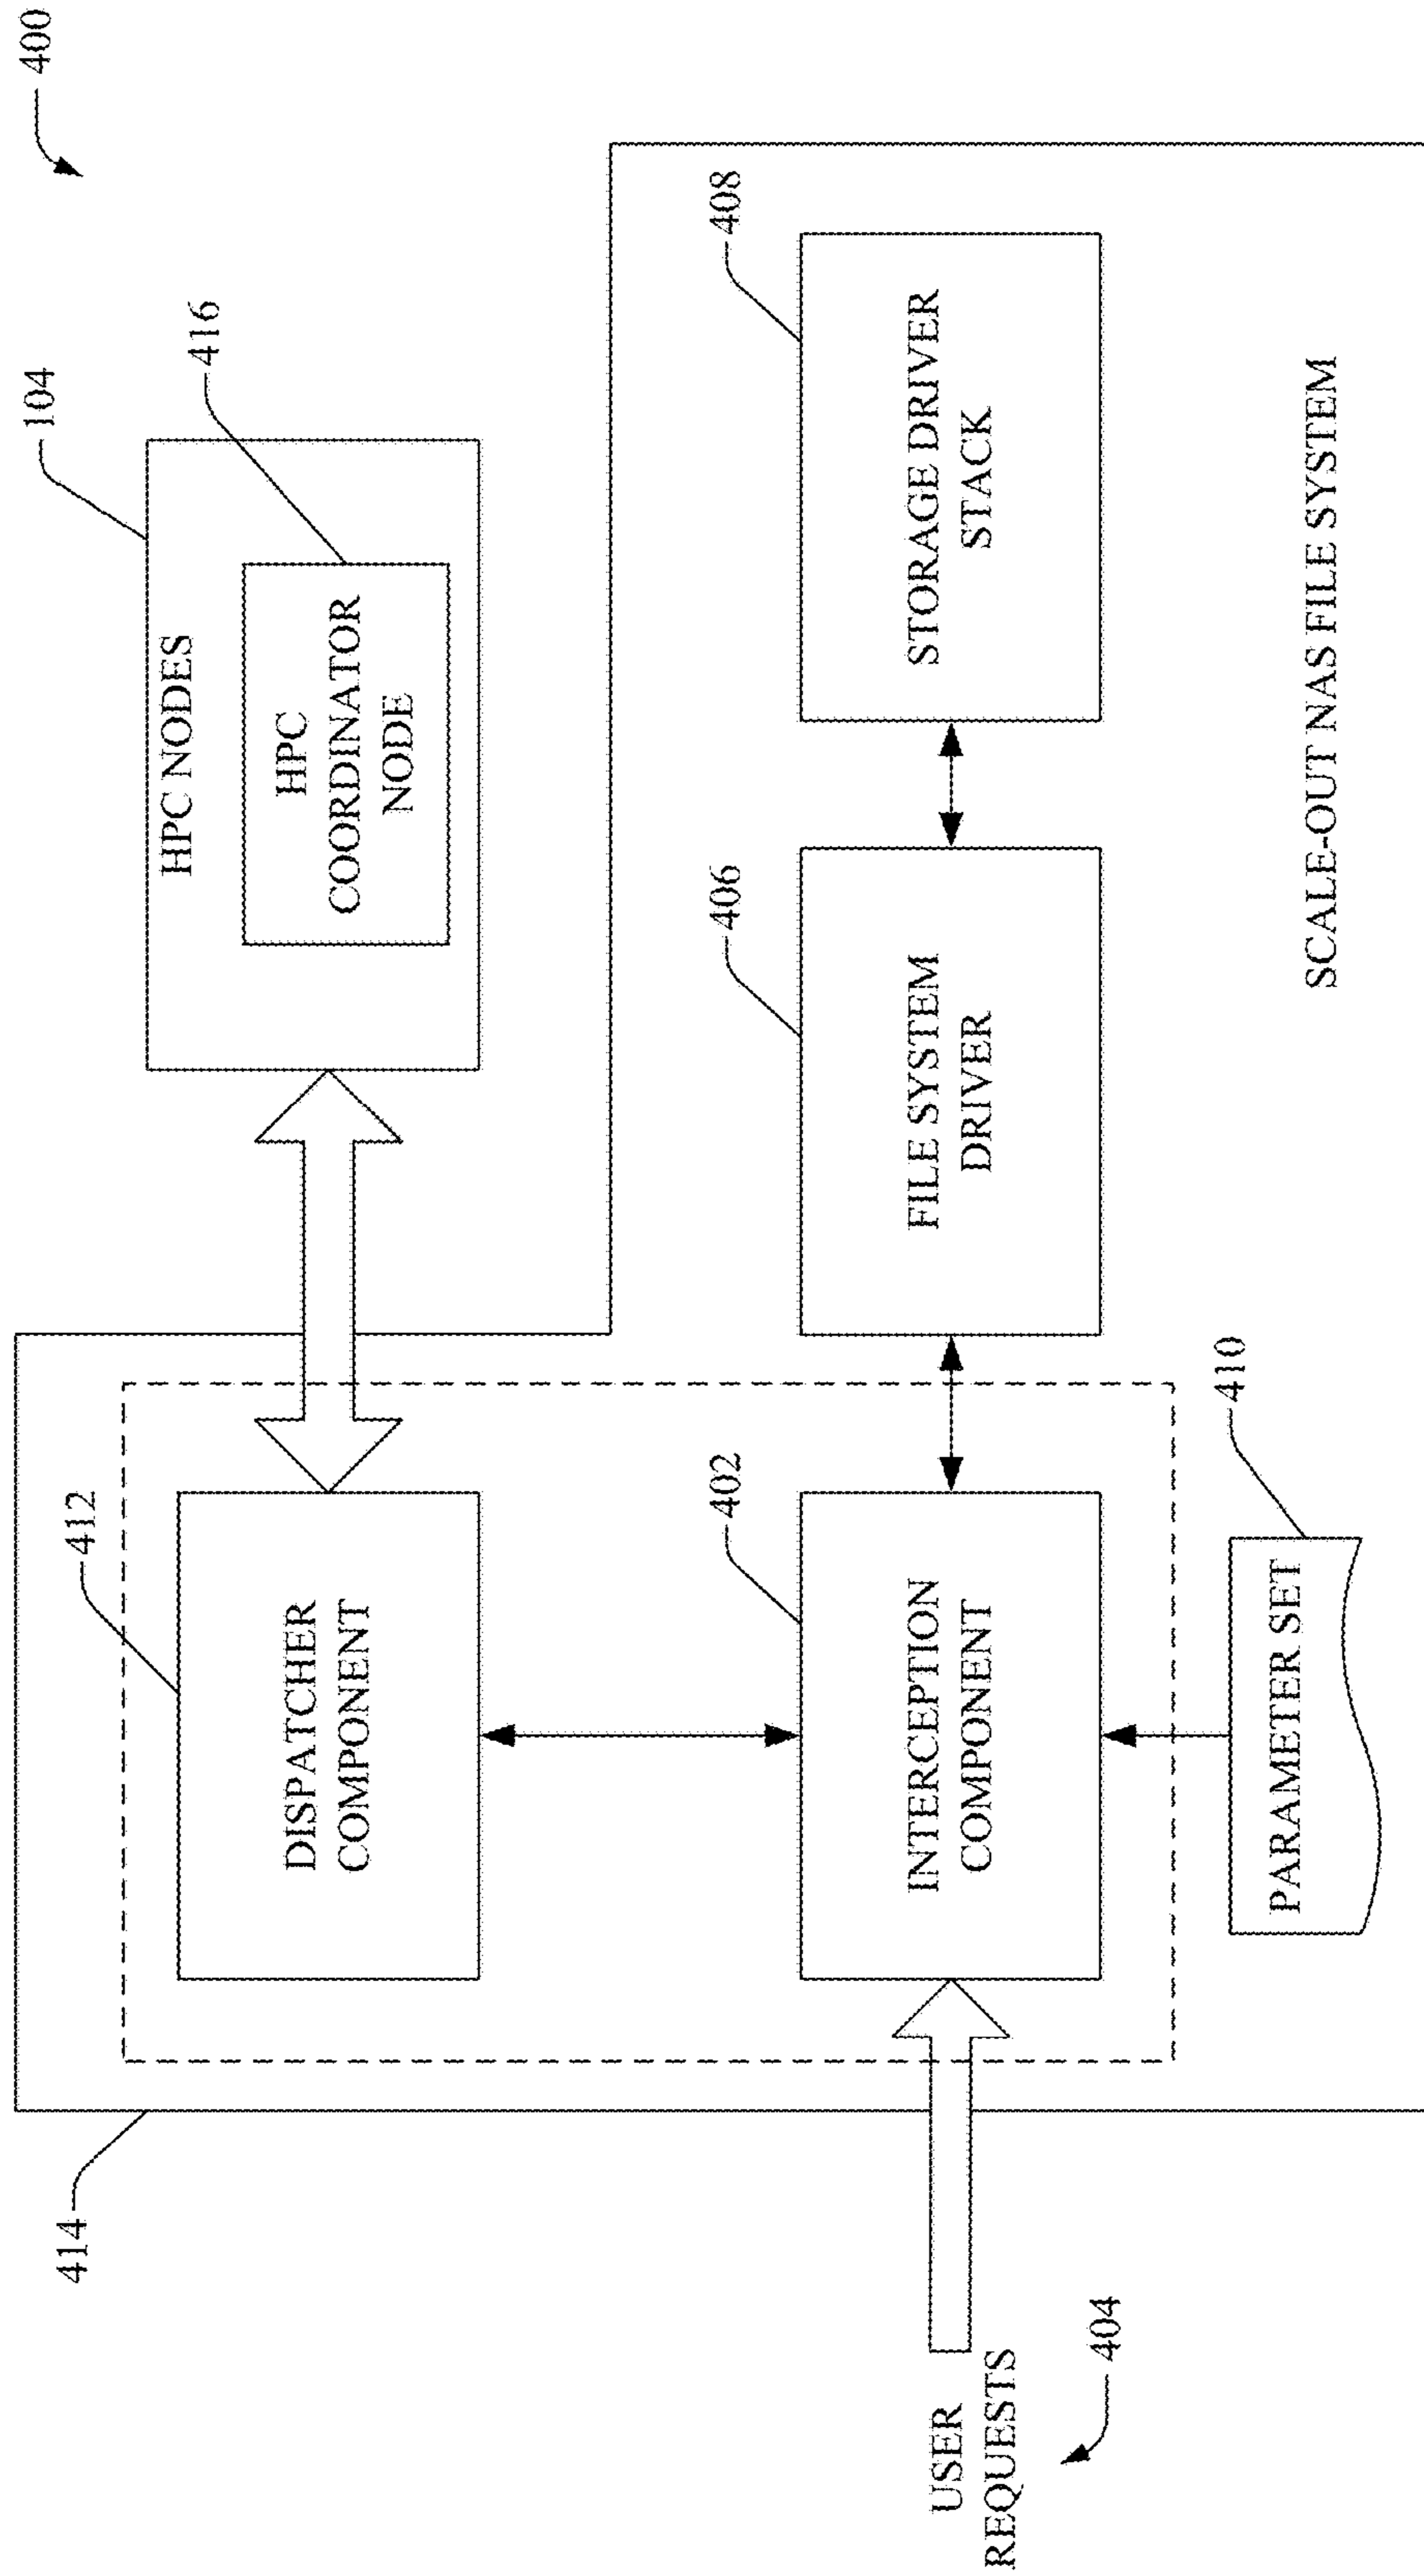 400
414
412
DISPATCHER
COMPONENT
104
HPC NODES
416
HPC
COORDINATOR
NODE
402
INTERCEPTION
COMPONENT
406
FILE SYSTEM
DRIVER
408
STORAGE DRIVER
STACK
USER
REQUESTS
404
410
PARAMETER SET
SCALE-OUT NAS FILE SYSTEM